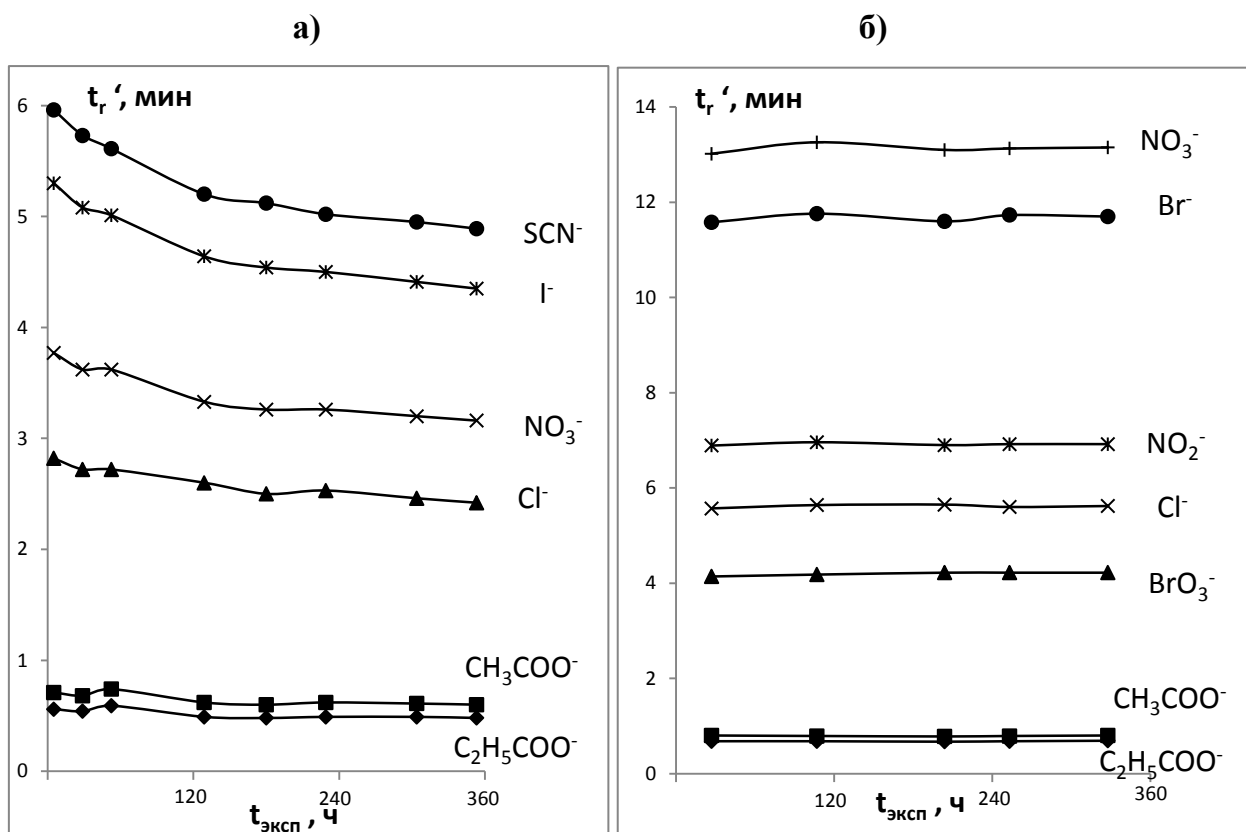 а)
t_r ‘, мин
6
5
4
3
2
1
0
SCN⁻
I⁻
NO₃⁻
Cl⁻
CH₃COO⁻
C₂H₅COO⁻
120
240
360
t_эксп , ч
б)
t_r ‘, мин
14
12
10
8
6
4
2
0
NO₃⁻
Br⁻
NO₂⁻
Cl⁻
BrO₃⁻
CH₃COO⁻
C₂H₅COO⁻
120
240
360
t_эксп , ч